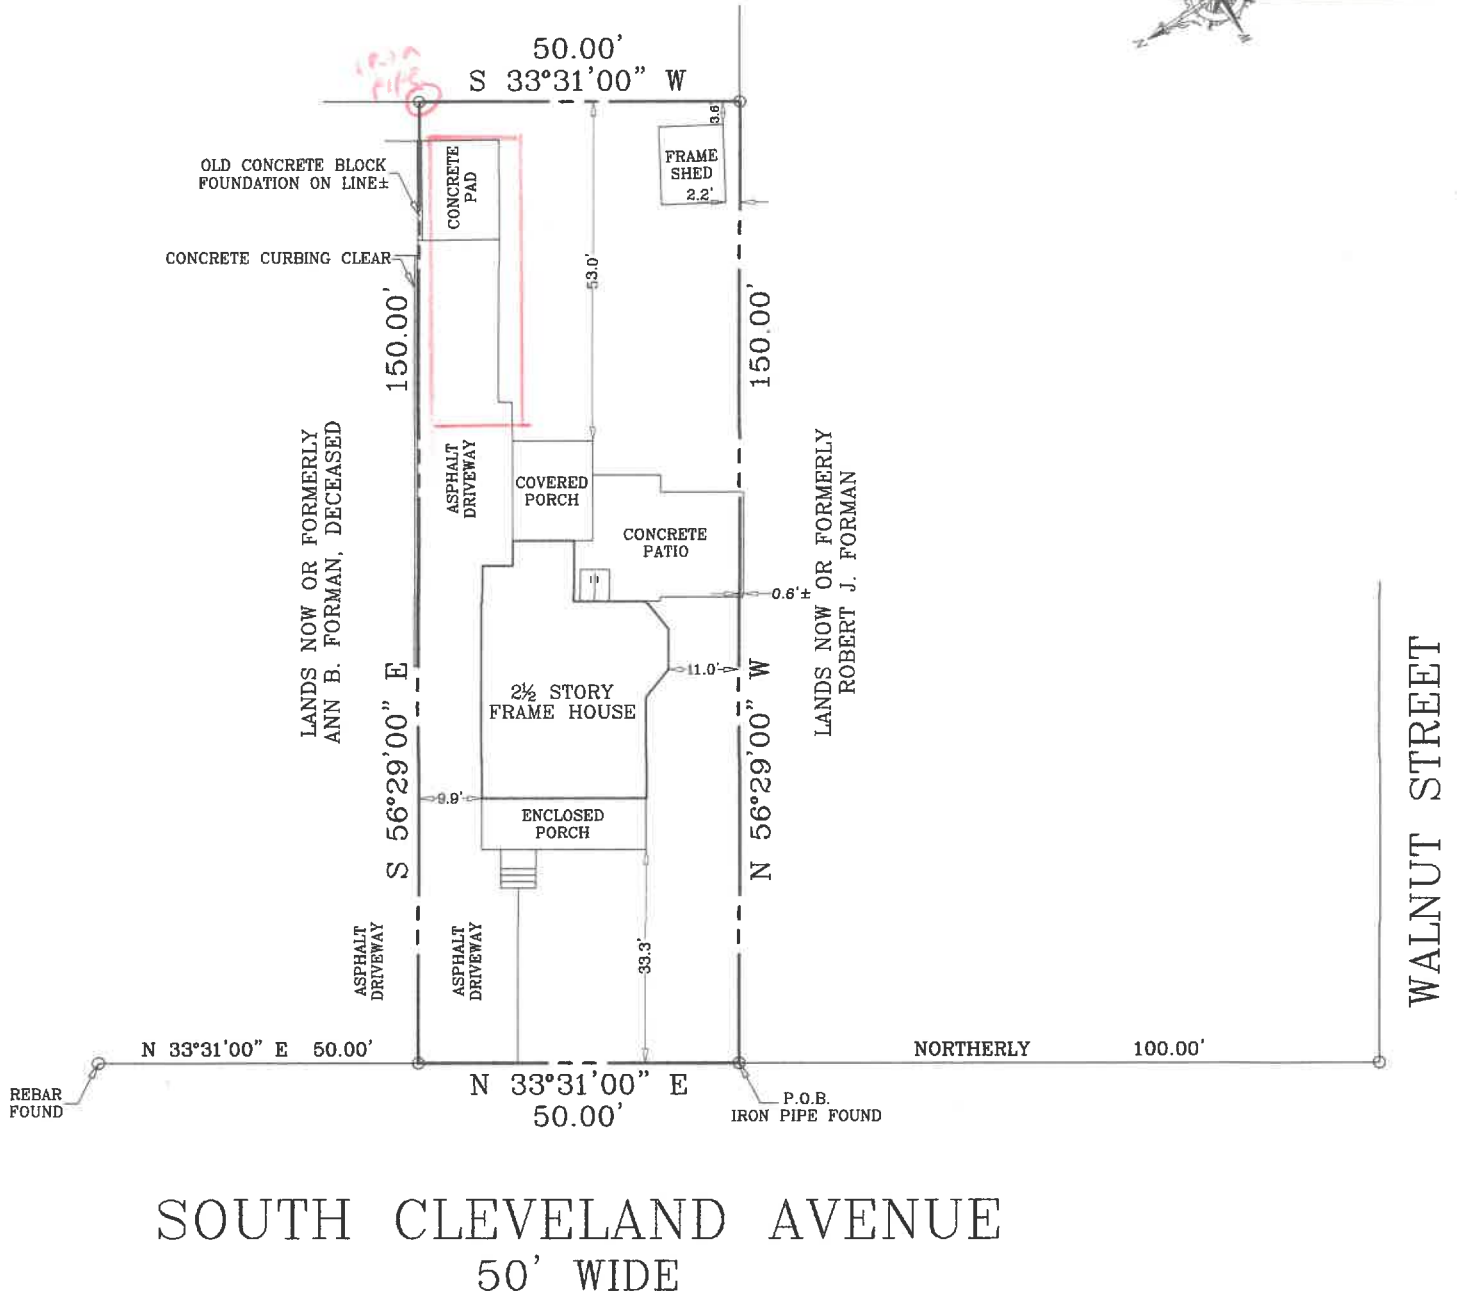 50.00'
S 33°31'00" W
N
W
IRON
PIPE
3.6'
FRAME
SHED
2.2'
OLD CONCRETE BLOCK
FOUNDATION ON LINE±
CONCRETE
PAD
CONCRETE CURBING CLEAR
53.0'
150.00'
150.00'
LANDS NOW OR FORMERLY
ANN B. FORMAN, DECEASED
ASPHALT
DRIVEWAY
COVERED
PORCH
CONCRETE
PATIO
LANDS NOW OR FORMERLY
ROBERT J. FORMAN
0.6'±
S 56°29'00" E
2½ STORY
FRAME HOUSE
11.0'
N 56°29'00" W
WALNUT STREET
9.9'
ENCLOSED
PORCH
ASPHALT
DRIVEWAY
ASPHALT
DRIVEWAY
33.3'
N 33°31'00" E 50.00'
NORTHERLY 100.00'
REBAR
FOUND
N 33°31'00" E
50.00'
P.O.B.
IRON PIPE FOUND
SOUTH CLEVELAND AVENUE
50' WIDE